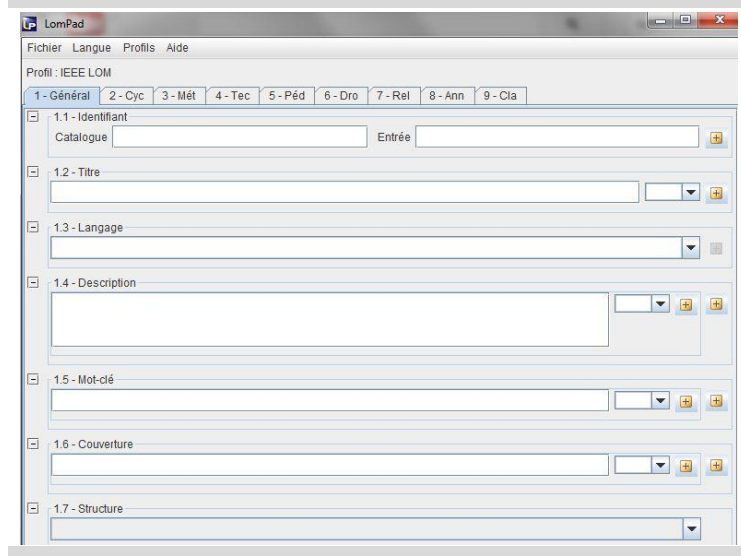 LP LomPad
Fichier Langue Profils Aide
Profil : IEEE LOM
1 - Général 2 - Cyc 3 - Mét 4 - Tec 5 - Péd 6 - Dro 7 - Rel 8 - Ann 9 - Cla
1.1 - Identifiant
Catalogue Entrée
1.2 - Titre
1.3 - Langage
1.4 - Description
1.5 - Mot-clé
1.6 - Couverture
1.7 - Structure